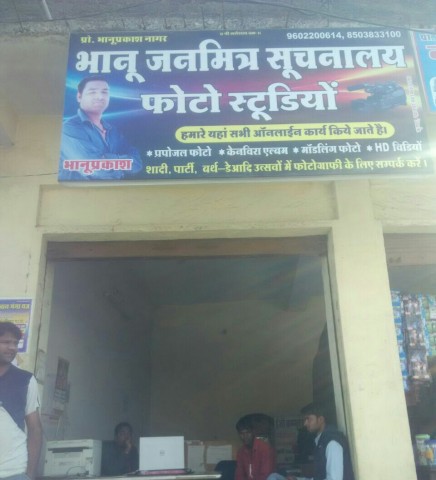 प्रो. भानूप्रकाश नागर
9602200614, 8503833100
भानू जनमित्र सूचनालय
फोटो स्टूडियों
हमारे यहां सभी ऑनलाईन कार्य किये जाते है।
* प्रपोजल फोटो * केनविरा एल्बम * मॉडलिंग फोटो * HD विडियों
भानूप्रकाश
शादी, पार्टी, बर्थ-डेआदि उत्सवों में फोटोग्राफी के लिए सम्पर्क करें।